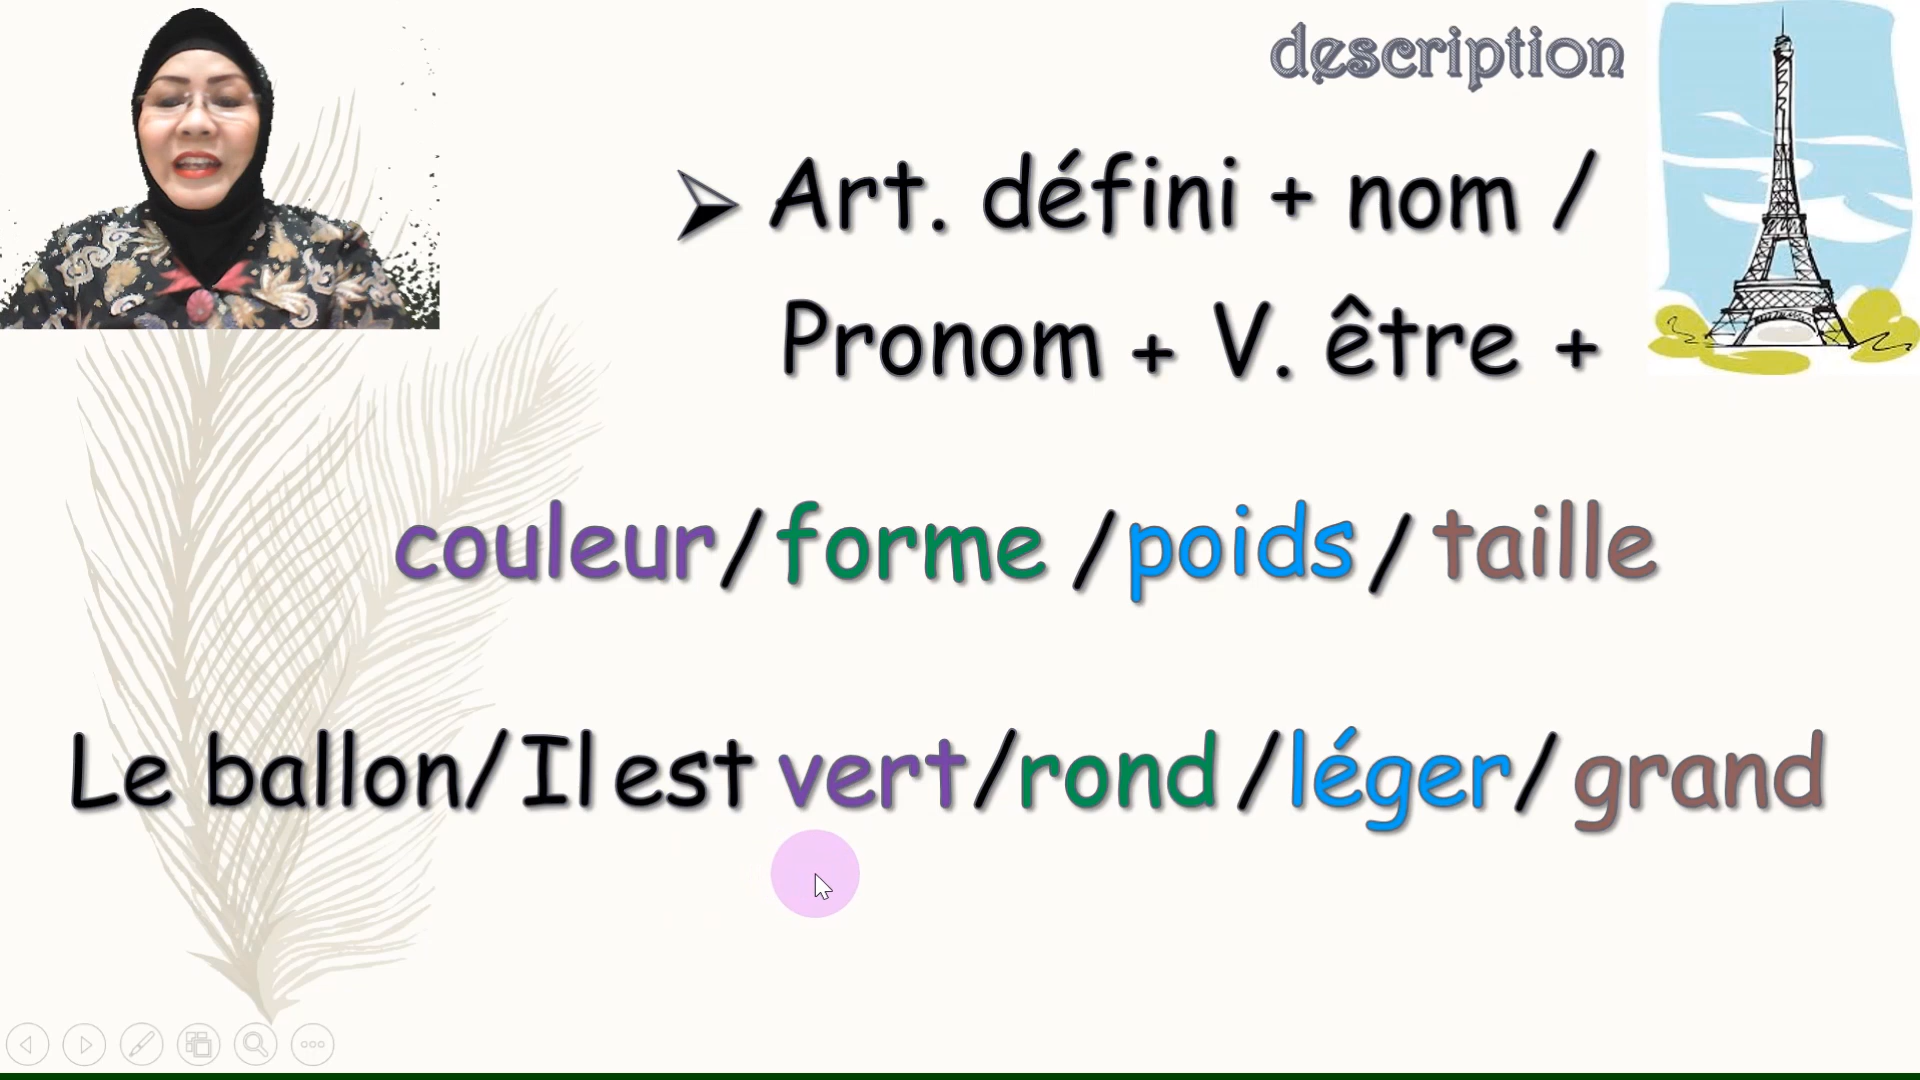 description
Art. défini + nom /
Pronom + V. être +
couleur/forme /poids/ taille
Le ballon/Il est vert/rond /léger/ grand